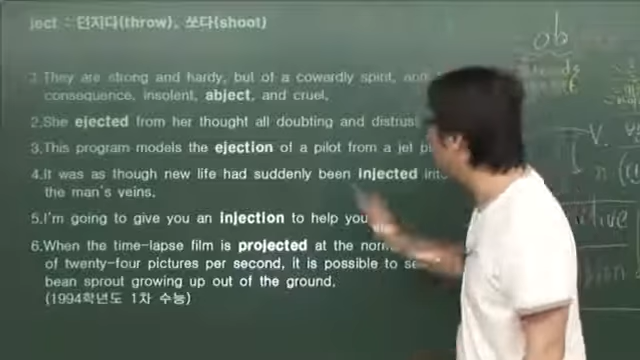 ject : 던지다(throw), 쏘다(shoot)
1.They are strong and hardy, but of a cowardly spirit, and
consequence, insolent, abject, and cruel.
2.She ejected from her thought all doubting and distrust
3.This program models the ejection of a pilot from a jet
4.It was as though new life had suddenly been injected into
the man's veins.
5.I'm going to give you an injection to help you
6.When the time-lapse film is projected at the
of twenty-four pictures per second, it is possible to
bean sprout growing up out of the ground.
(1994학년도 1차 수능)
ob
V.
n